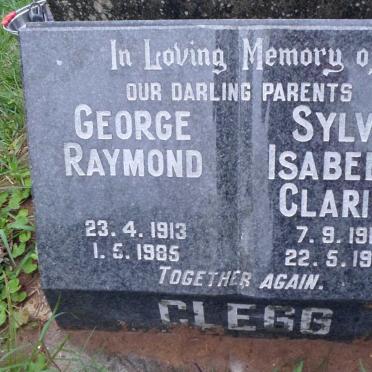 In Loving Memory of
OUR DARLING PARENTS
GEORGE RAYMOND
23.4.1913
1.5.1985
SYLV
ISABEL
CLARI
7.9.19
22.5.19
TOGETHER AGAIN.
CLEGG